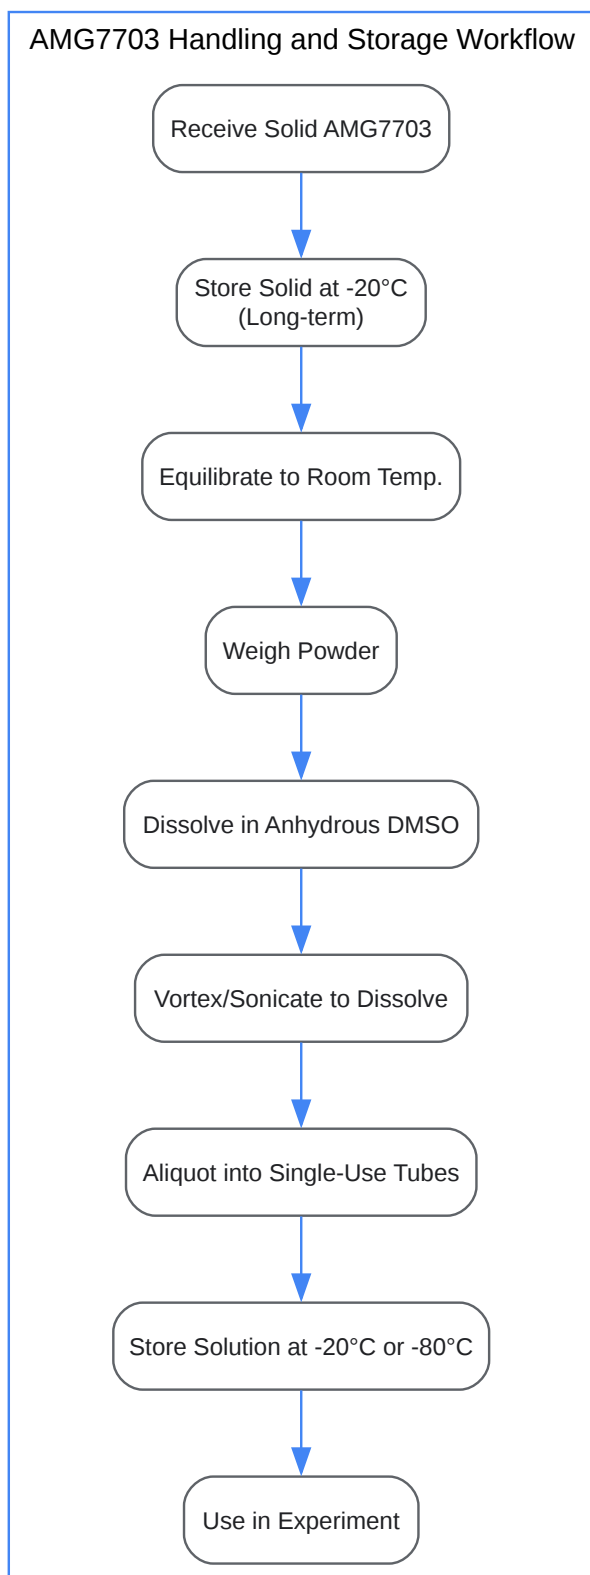 AMG7703 Handling and Storage Workflow
Receive Solid AMG7703
Store Solid at -20°C
(Long-term)
Equilibrate to Room Temp.
Weigh Powder
Dissolve in Anhydrous DMSO
Vortex/Sonicate to Dissolve
Aliquot into Single-Use Tubes
Store Solution at -20°C or -80°C
Use in Experiment